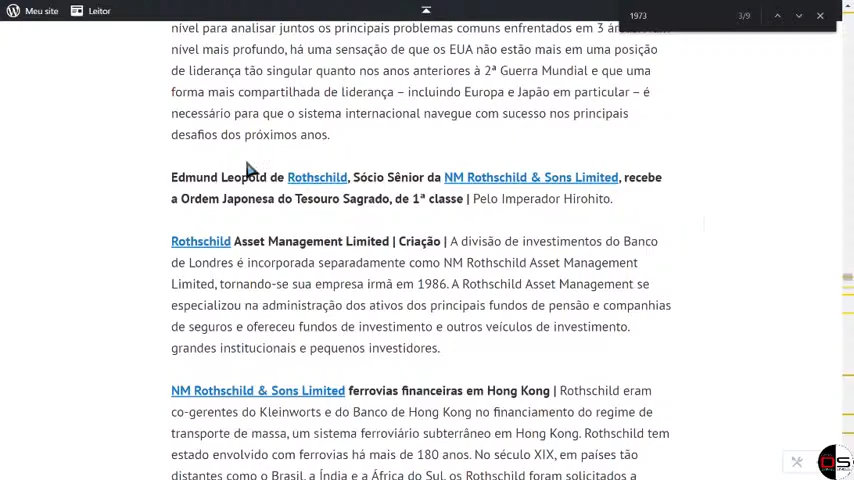 Meu site
Leitor
1973
3/9
nível para analisar juntos os principais problemas comuns enfrentados em 3
nível mais profundo, há uma sensação de que os EUA não estão mais em uma posição
de liderança tão singular quanto nos anos anteriores à 2ª Guerra Mundial e que uma
forma mais compartilhada de liderança – incluindo Europa e Japão em particular – é
necessário para que o sistema internacional navegue com sucesso nos principais
desafios dos próximos anos.
Edmund Leopold de Rothschild, Sócio Sênior da NM Rothschild & Sons Limited, recebe
a Ordem Japonesa do Tesouro Sagrado, de 1ª classe | Pelo Imperador Hirohito.
Rothschild Asset Management Limited | Criação | A divisão de investimentos do Banco
de Londres é incorporada separadamente como NM Rothschild Asset Management
Limited, tornando-se sua empresa irmã em 1986. A Rothschild Asset Management se
especializou na administração dos ativos dos principais fundos de pensão e companhias
de seguros e ofereceu fundos de investimento e outros veículos de investimento.
grandes institucionais e pequenos investidores.
NM Rothschild & Sons Limited ferrovias financeiras em Hong Kong | Rothschild eram
co-gerentes do Kleinworts e do Banco de Hong Kong no financiamento do regime de
transporte de massa, um sistema ferroviário subterrâneo em Hong Kong. Rothschild tem
estado envolvido com ferrovias há mais de 180 anos. No século XIX, em países tão
distantes como o Brasil, a Índia e a África do Sul, os Rothschild foram solicitados a